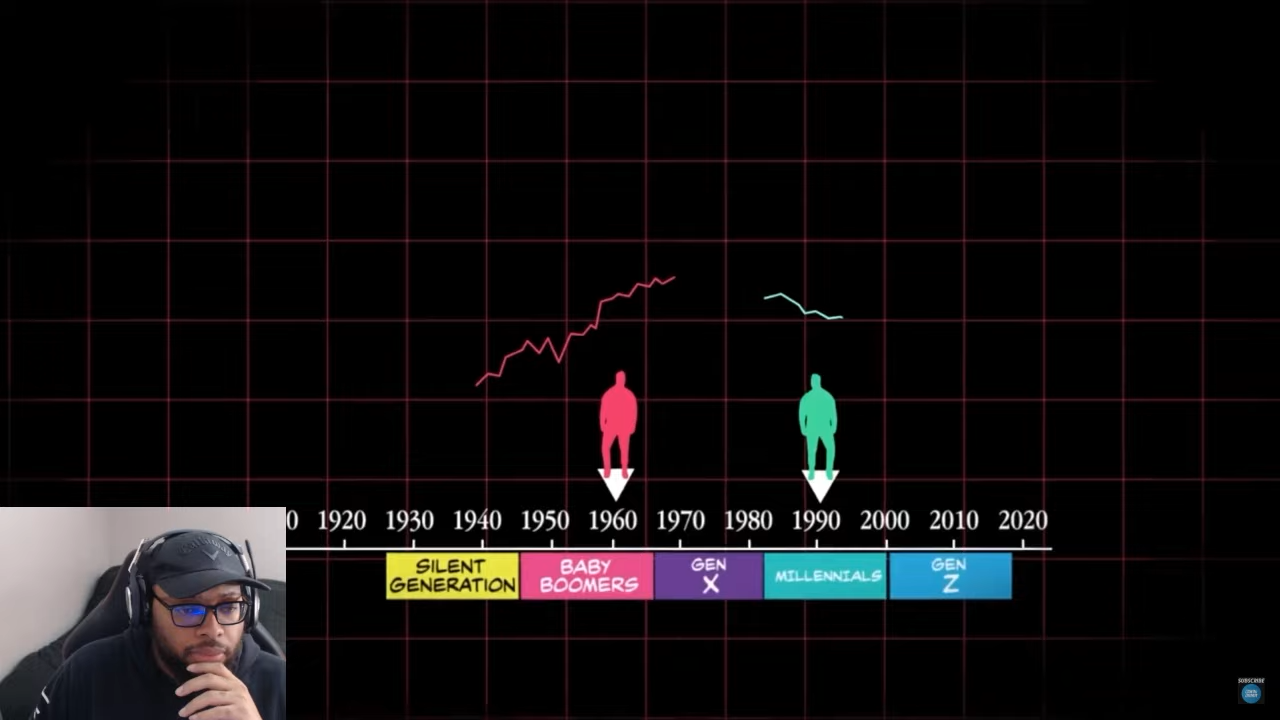 0 1920 1930 1940 1950 1960 1970 1980 1990 2000 2010 2020
SILENT
GENERATION
BABY
BOOMERS
GEN
X
MILLENNIALS
GEN
Z
SUBSCRIBE